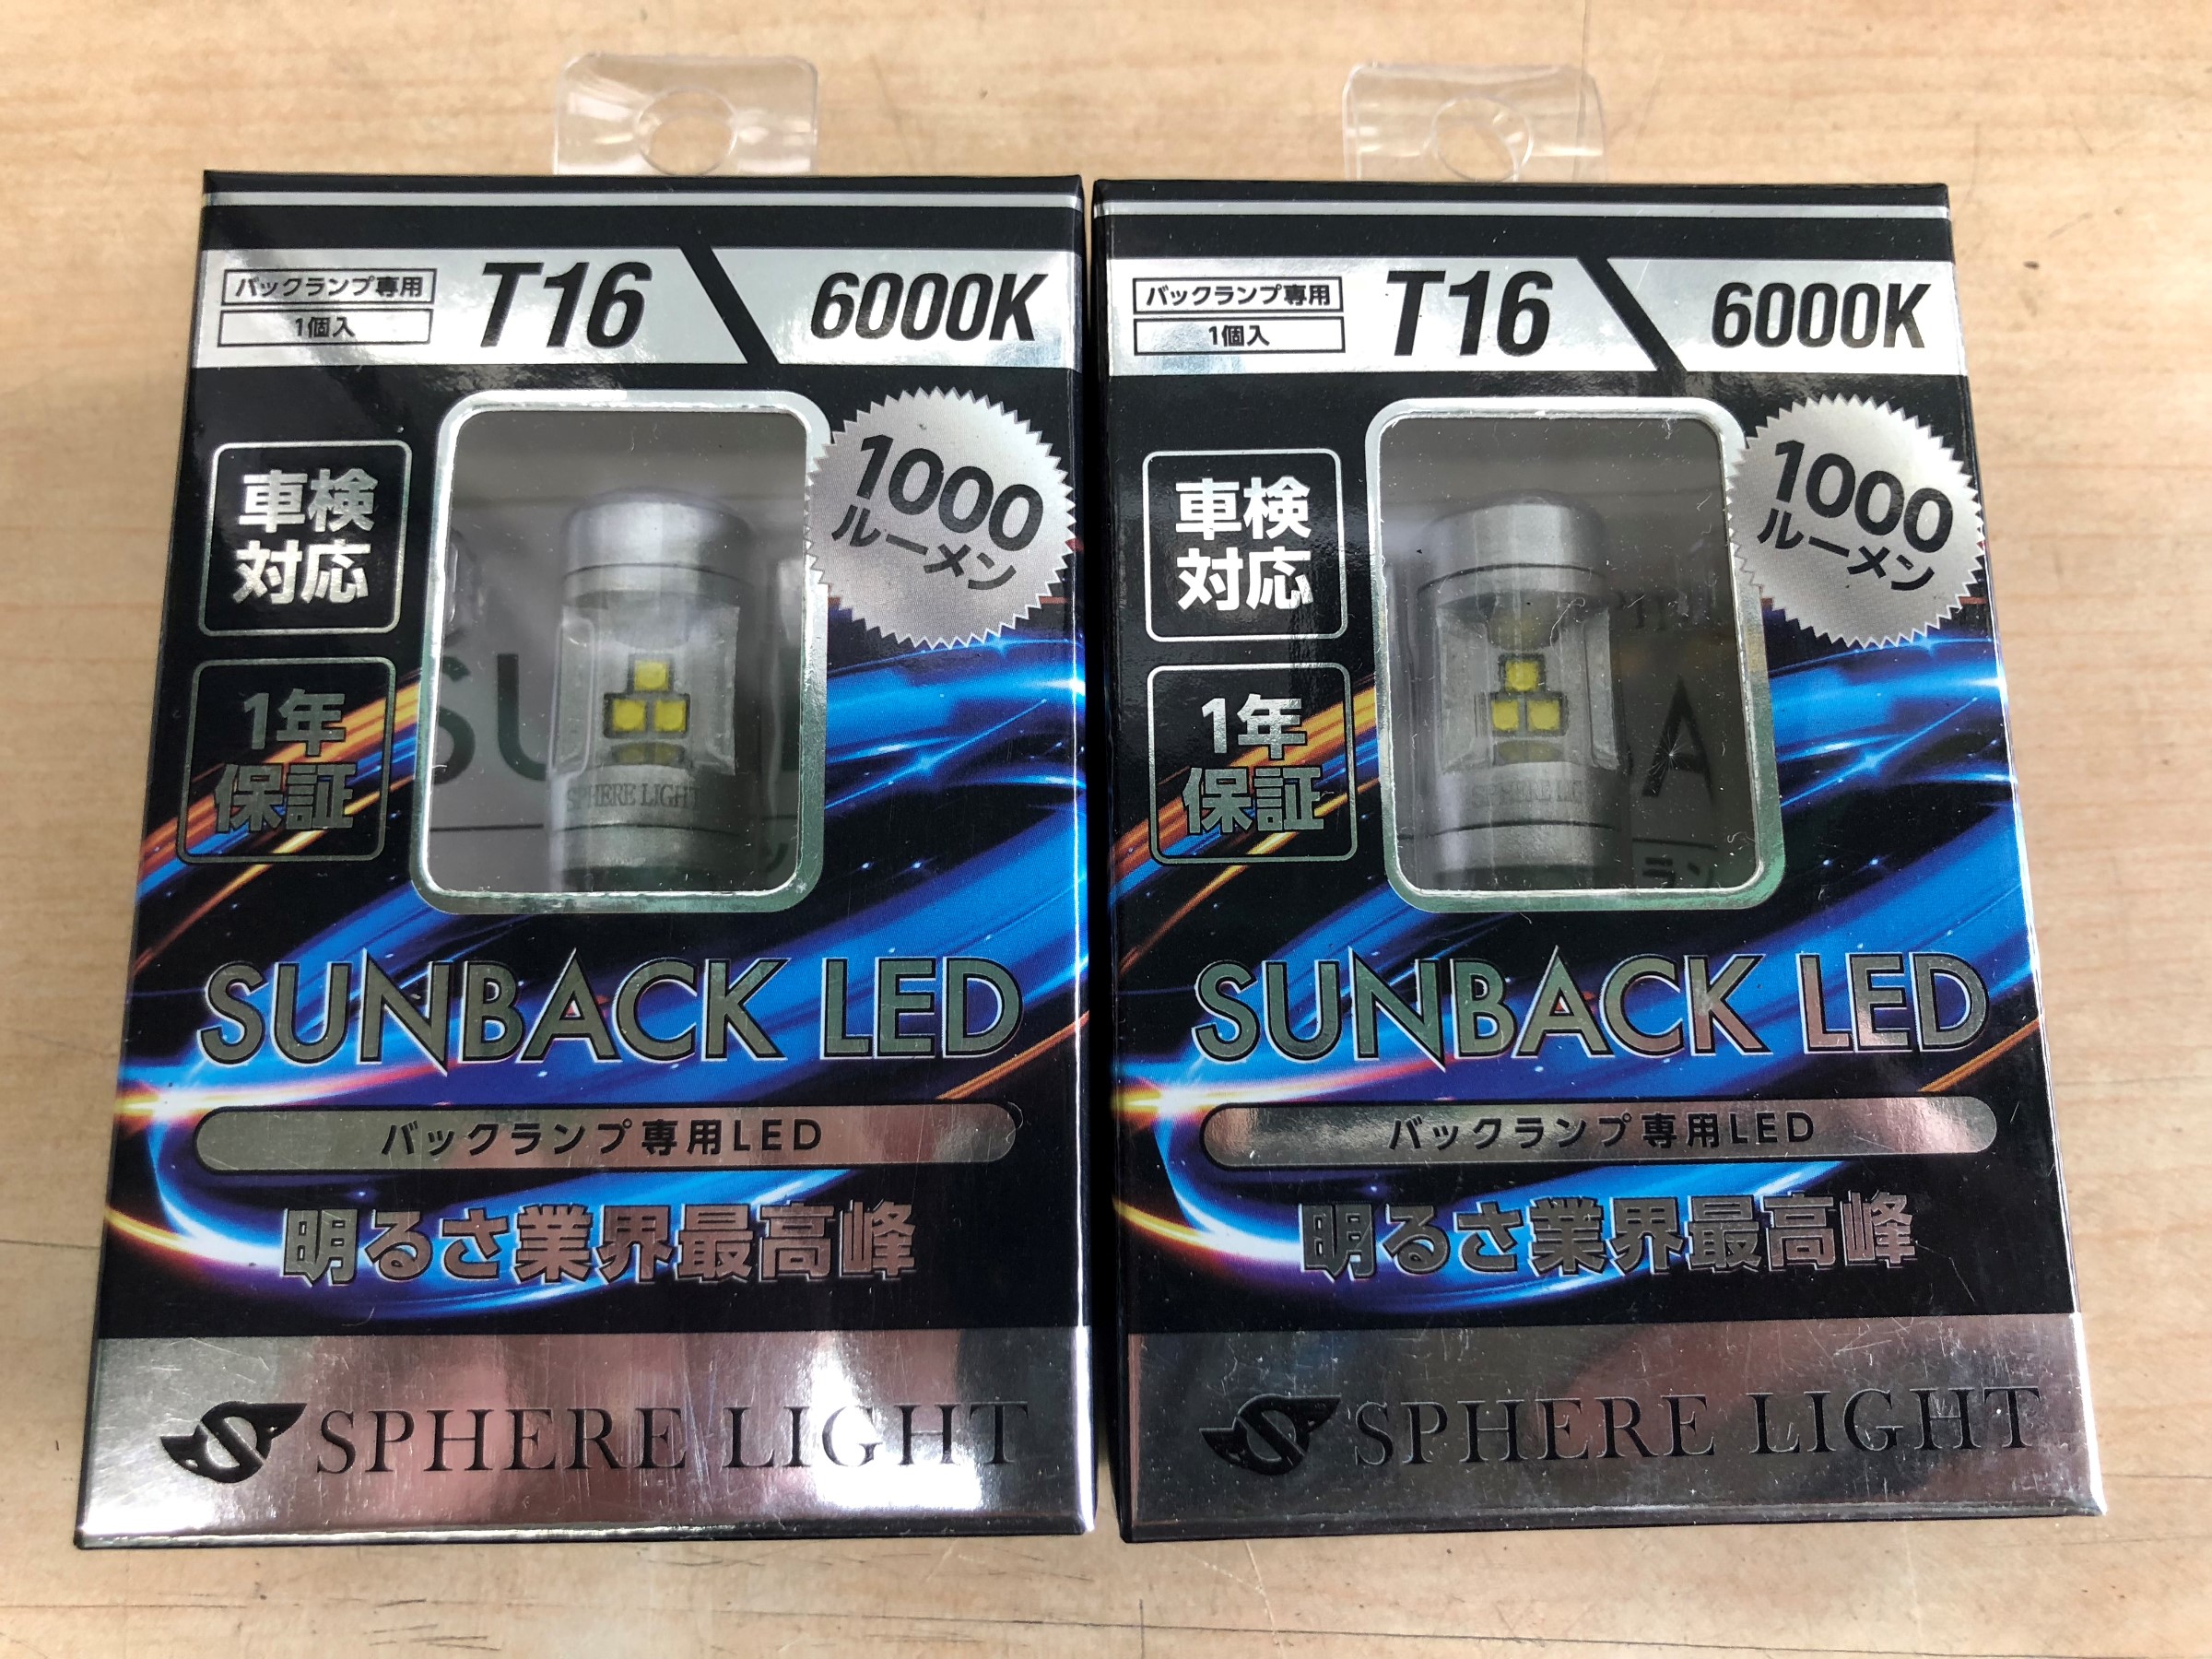 バックランプ専用
1個入
T16
6000K
1000
ルーメン
車検
対応
1年
保証
SPHERE LIGHT
SUNBACK LED
バックランプ専用LED
明るさ業界最高峰
SPHERE LIGHT
バックランプ専用
1個入
T16
6000K
1000
ルーメン
車検
対応
1年
保証
SUNBACK LED
バックランプ専用LED
明るさ業界最高峰
SPHERE LIGHT